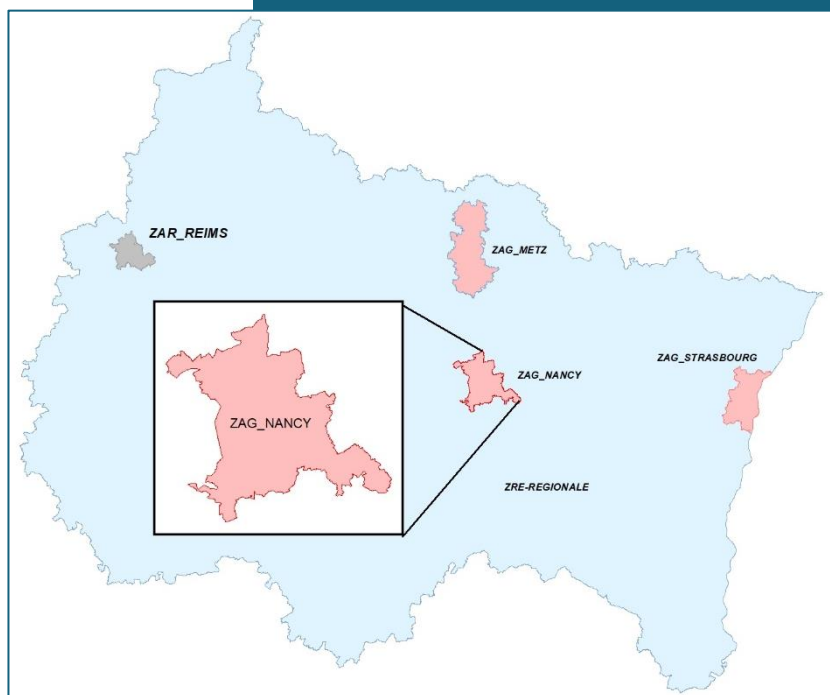 ZAR_REIMS
ZAG_METZ
ZAG_STRASBOURG
ZAG_NANCY
ZAG_NANCY
ZRE-REGIONALE